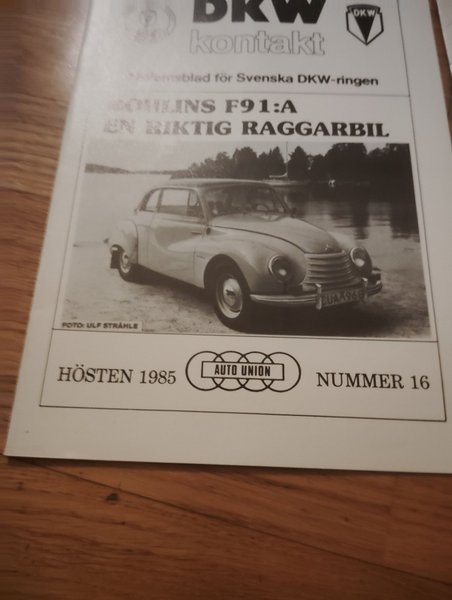 DKW
DKW
kontakt
för Svenska DKW-ringen
F91:A
EN RIKTIG RAGGARBIL
FOTO: ULF STRÅHLE
HÖSTEN 1985
AUTO UNION
NUMMER 16